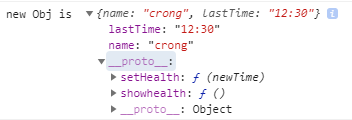 new Obj is ▼{name: "crong", lastTime: "12:30"} i
lastTime: "12:30"
name: "crong"
▼__proto__:
▶setHealth: ƒ (newTime)
▶showhealth: ƒ ()
▶__proto__: Object